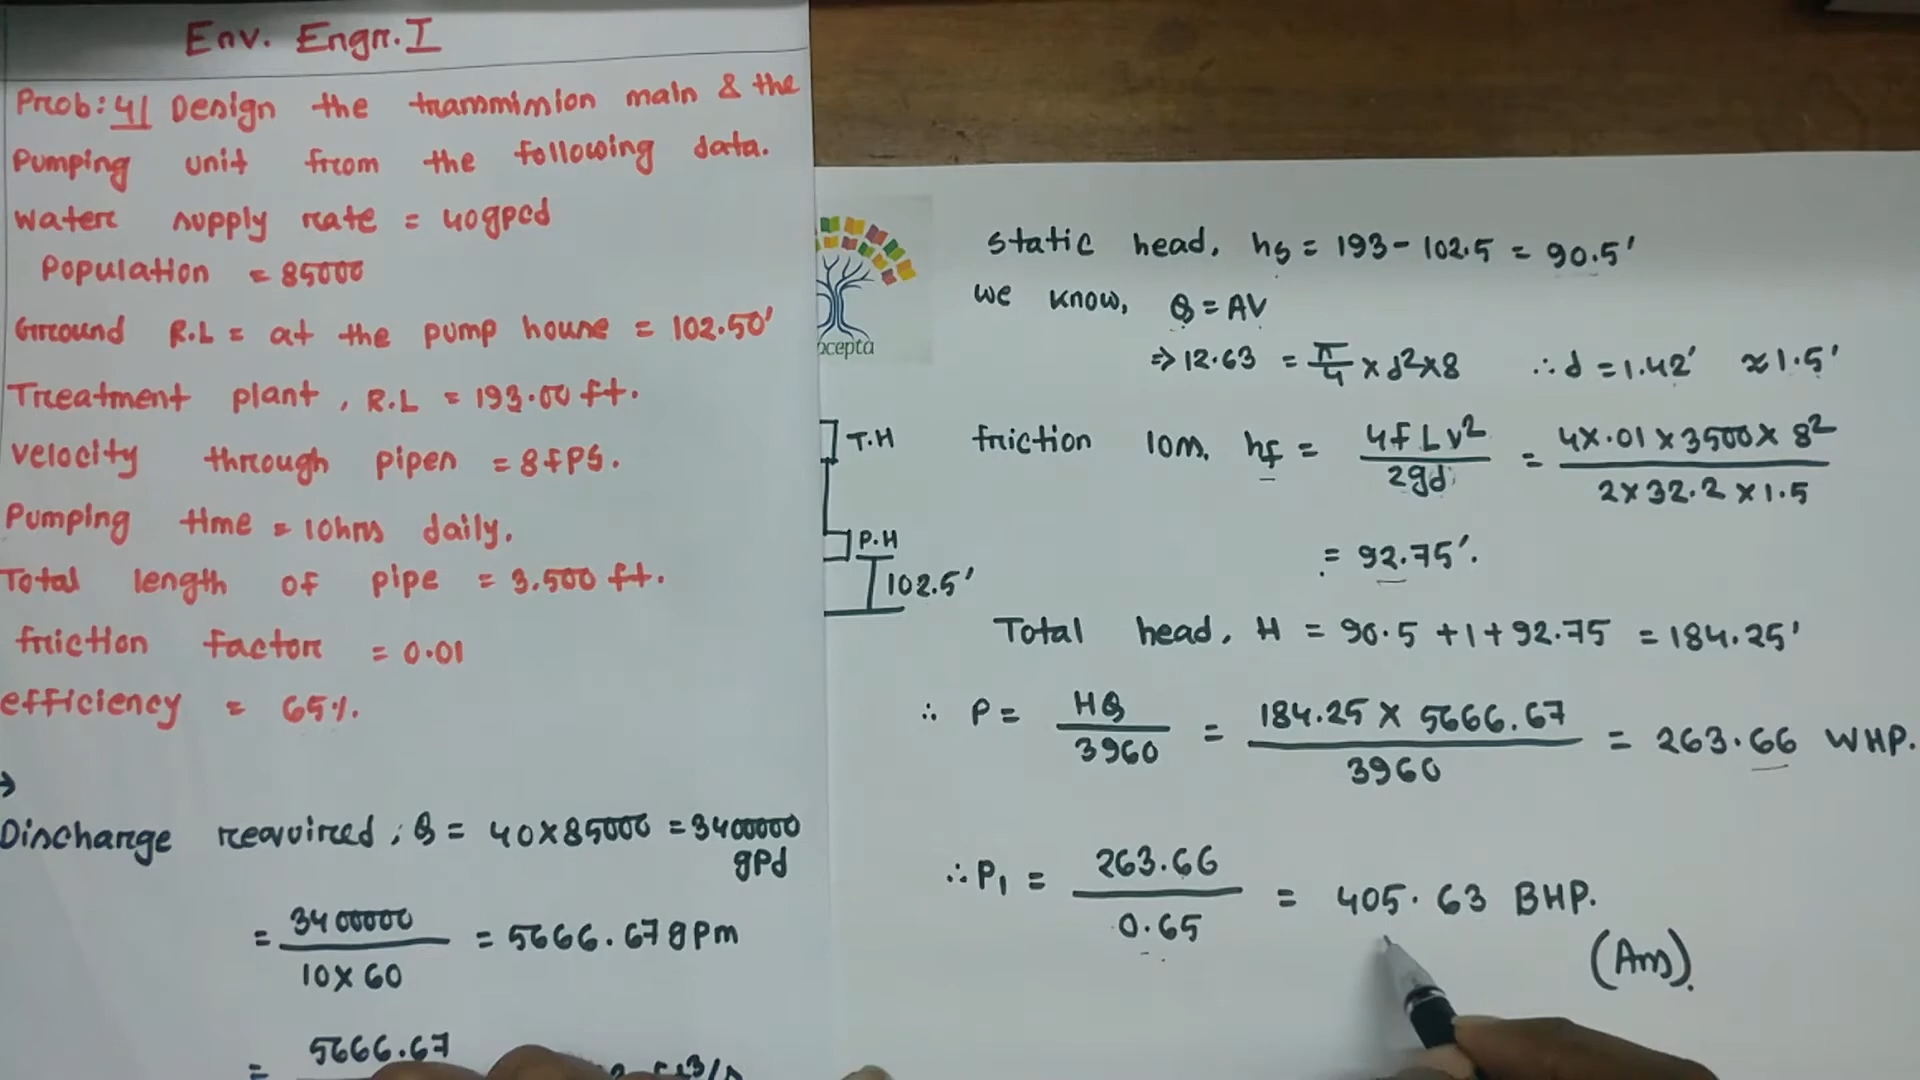 Env. Engr. I
Prob: 41 Design the transmission main & the
Pumping unit from the following data.
Water supply rate = 40gpcd
Population = 85000
Ground R.L = at the pump house = 102.50'
Treatment plant, R.L = 193.00 ft.
Velocity through pipes = 8fPS.
Pumping time = 10hrs daily.
Total length of pipe = 3.500 ft.
friction factor = 0.01
efficiency = 65%.
→
Discharge required, Q = 40×85000 = 3400000
gpd
= 3400000 / 10×60 = 5666.67 gpm
= 5666.67
cepta
T.H
P.H
102.5'
static head, hs = 193 - 102.5 = 90.5'
we know, Q = AV
⇒ 12.63 = π/4 × d² × 8 ∴ d = 1.42' ≈ 1.5'
friction loss, hf = 4fLv² / 2gd = 4×.01×3500×8² / 2×32.2×1.5
= 92.75'.
Total head, H = 90.5 + 1 + 92.75 = 184.25'
∴ P = HQ / 3960 = 184.25 × 5666.67 / 3960 = 263.66 WHP.
∴ P₁ = 263.66 / 0.65 = 405.63 BHP.
(Ans).